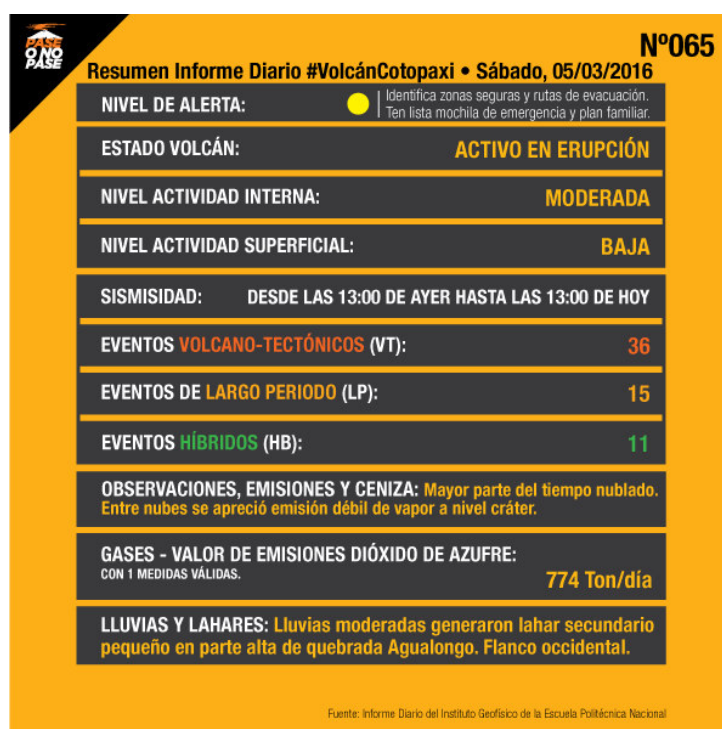 PASE
O NO
PASE
Nº065
Resumen Informe Diario #VolcánCotopaxi • Sábado, 05/03/2016
NIVEL DE ALERTA:
Identifica zonas seguras y rutas de evacuación.
Ten lista mochila de emergencia y plan familiar.
ESTADO VOLCÁN: ACTIVO EN ERUPCIÓN
NIVEL ACTIVIDAD INTERNA: MODERADA
NIVEL ACTIVIDAD SUPERFICIAL: BAJA
SISMISIDAD: DESDE LAS 13:00 DE AYER HASTA LAS 13:00 DE HOY
EVENTOS VOLCANO-TECTÓNICOS (VT): 36
EVENTOS DE LARGO PERIODO (LP): 15
EVENTOS HÍBRIDOS (HB): 11
OBSERVACIONES, EMISIONES Y CENIZA: Mayor parte del tiempo nublado.
Entre nubes se apreció emisión débil de vapor a nivel cráter.
GASES - VALOR DE EMISIONES DIÓXIDO DE AZUFRE:
CON 1 MEDIDAS VÁLIDAS.
774 Ton/día
LLUVIAS Y LAHARES: Lluvias moderadas generaron lahar secundario
pequeño en parte alta de quebrada Agualongo. Flanco occidental.
Fuente: Informe Diario del Instituto Geofísico de la Escuela Politécnica Nacional